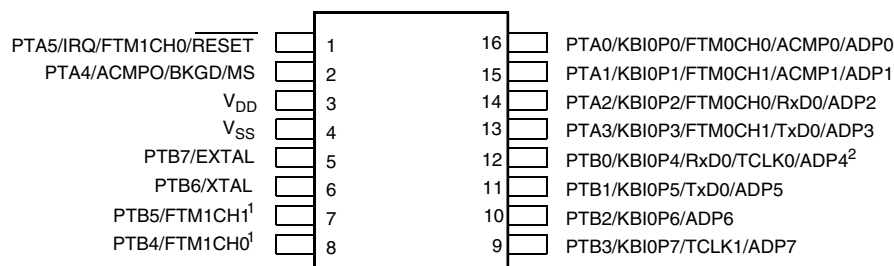 PTA5/IRQ/FTM1CH0/RESET 1 16 PTA0/KBI0P0/FTM0CH0/ACMP0/ADP0
PTA4/ACMPO/BKGD/MS 2 15 PTA1/KBI0P1/FTM0CH1/ACMP1/ADP1
VDD 3 14 PTA2/KBI0P2/FTM0CH0/RxD0/ADP2
VSS 4 13 PTA3/KBI0P3/FTM0CH1/TxD0/ADP3
PTB7/EXTAL 5 12 PTB0/KBI0P4/RxD0/TCLK0/ADP4²
PTB6/XTAL 6 11 PTB1/KBI0P5/TxD0/ADP5
PTB5/FTM1CH1¹ 7 10 PTB2/KBI0P6/ADP6
PTB4/FTM1CH0¹ 8 9 PTB3/KBI0P7/TCLK1/ADP7